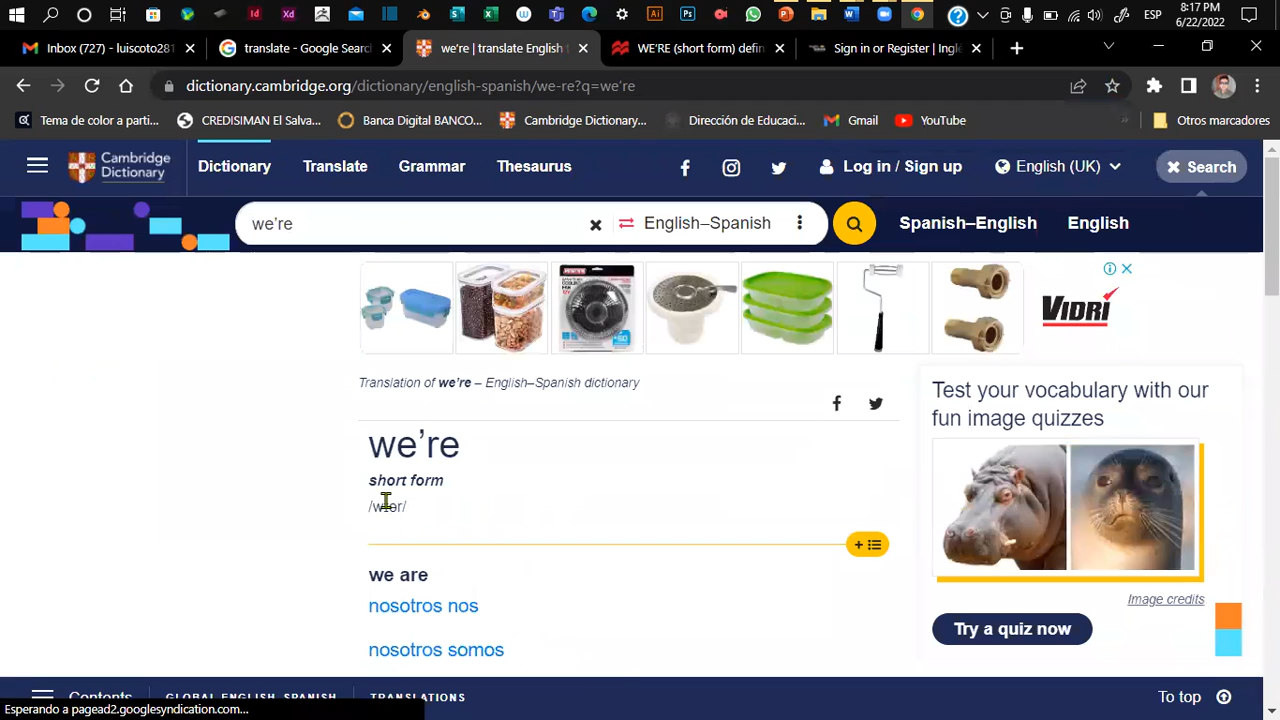 8:17 PM
ESP
6/22/2022
Inbox (727) - luiscoto281
translate - Google Search
we're | translate English t
WE'RE (short form) defin
Sign in or Register | Inglé
dictionary.cambridge.org/dictionary/english-spanish/we-re?q=we're
Tema de color a parti...
CREDISIMAN El Salva...
Banca Digital BANCO...
Cambridge Dictionary...
Dirección de Educaci...
Gmail
YouTube
Otros marcadores
Cambridge Dictionary
Dictionary
Translate
Grammar
Thesaurus
Log in / Sign up
English (UK)
Search
we're
English–Spanish
Spanish–English
English
VIDRÍ
Translation of we're – English–Spanish dictionary
Test your vocabulary with our
fun image quizzes
we're
short form
we are
nosotros nos
nosotros somos
Image credits
Try a quiz now
Contents
GLOBAL ENGLISH–SPANISH
TRANSLATIONS
To top
Esperando a pagead2.googlesyndication.com...